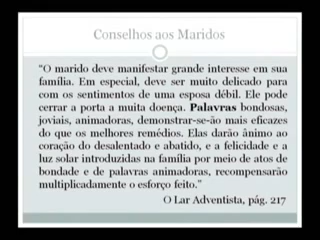 Conselhos aos Maridos
"O marido deve manifestar grande interesse em sua
família. Em especial, deve ser muito delicado para
com os sentimentos de uma esposa débil. Ele pode
cerrar a porta a muita doença. Palavras bondosas,
joviais, animadoras, demonstrar-se-ão mais eficazes
do que os melhores remédios. Elas darão ânimo ao
coração do desalentado e abatido, e a felicidade e a
luz solar introduzidas na família por meio de atos de
bondade e de palavras animadoras, recompensarão
multiplicadamente o esforço feito."
O Lar Adventista, pág. 217